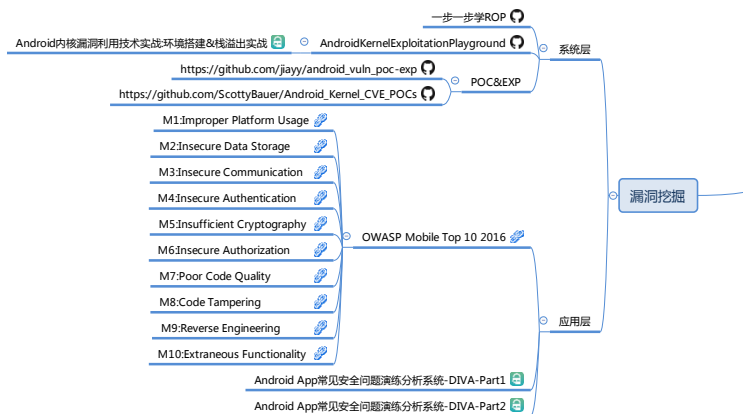 一步一步学ROP
Android内核漏洞利用技术实战:环境搭建&栈溢出实战
AndroidKernelExploitationPlayground
系统层
https://github.com/jiayy/android_vuln_poc-exp
POC&EXP
https://github.com/ScottyBauer/Android_Kernel_CVE_POCs
M1:Improper Platform Usage
M2:Insecure Data Storage
M3:Insecure Communication
M4:Insecure Authentication
漏洞挖掘
M5:Insufficient Cryptography
OWASP Mobile Top 10 2016
M6:Insecure Authorization
M7:Poor Code Quality
M8:Code Tampering
应用层
M9:Reverse Engineering
M10:Extraneous Functionality
Android App常见安全问题演练分析系统-DIVA-Part1
Android App常见安全问题演练分析系统-DIVA-Part2